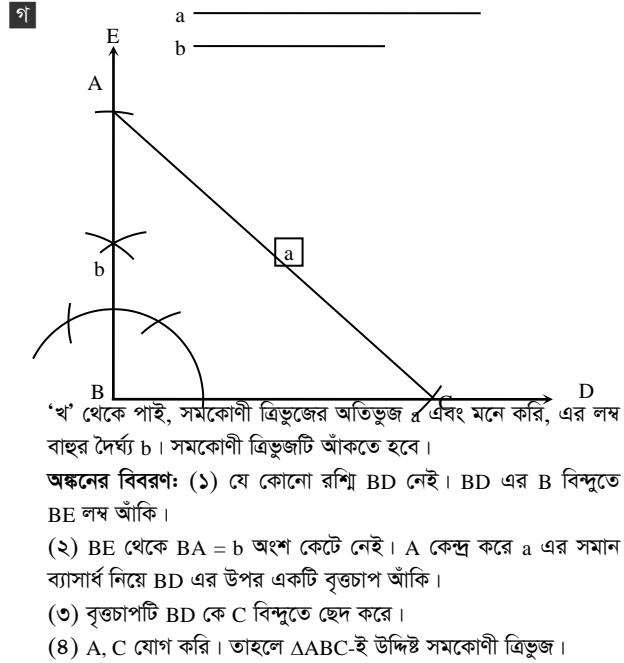 গ
a
b
E
A
a
b
B
C
D
‘খ’ থেকে পাই, সমকোণী ত্রিভুজের অতিভুজ a এবং মনে করি, এর লম্ব
বাহুর দৈর্ঘ্য b। সমকোণী ত্রিভুজটি আঁকতে হবে।
অঙ্কনের বিবরণঃ (১) যে কোনো রশ্মি BD নেই। BD এর B বিন্দুতে
BE লম্ব আঁকি।
(২) BE থেকে BA = b অংশ কেটে নেই। A কেন্দ্র করে a এর সমান
ব্যাসার্ধ নিয়ে BD এর উপর একটি বৃত্তচাপ আঁকি।
(৩) বৃত্তচাপটি BD কে C বিন্দুতে ছেদ করে।
(৪) A, C যোগ করি। তাহলে △ABC-ই উদ্দিষ্ট সমকোণী ত্রিভুজ।